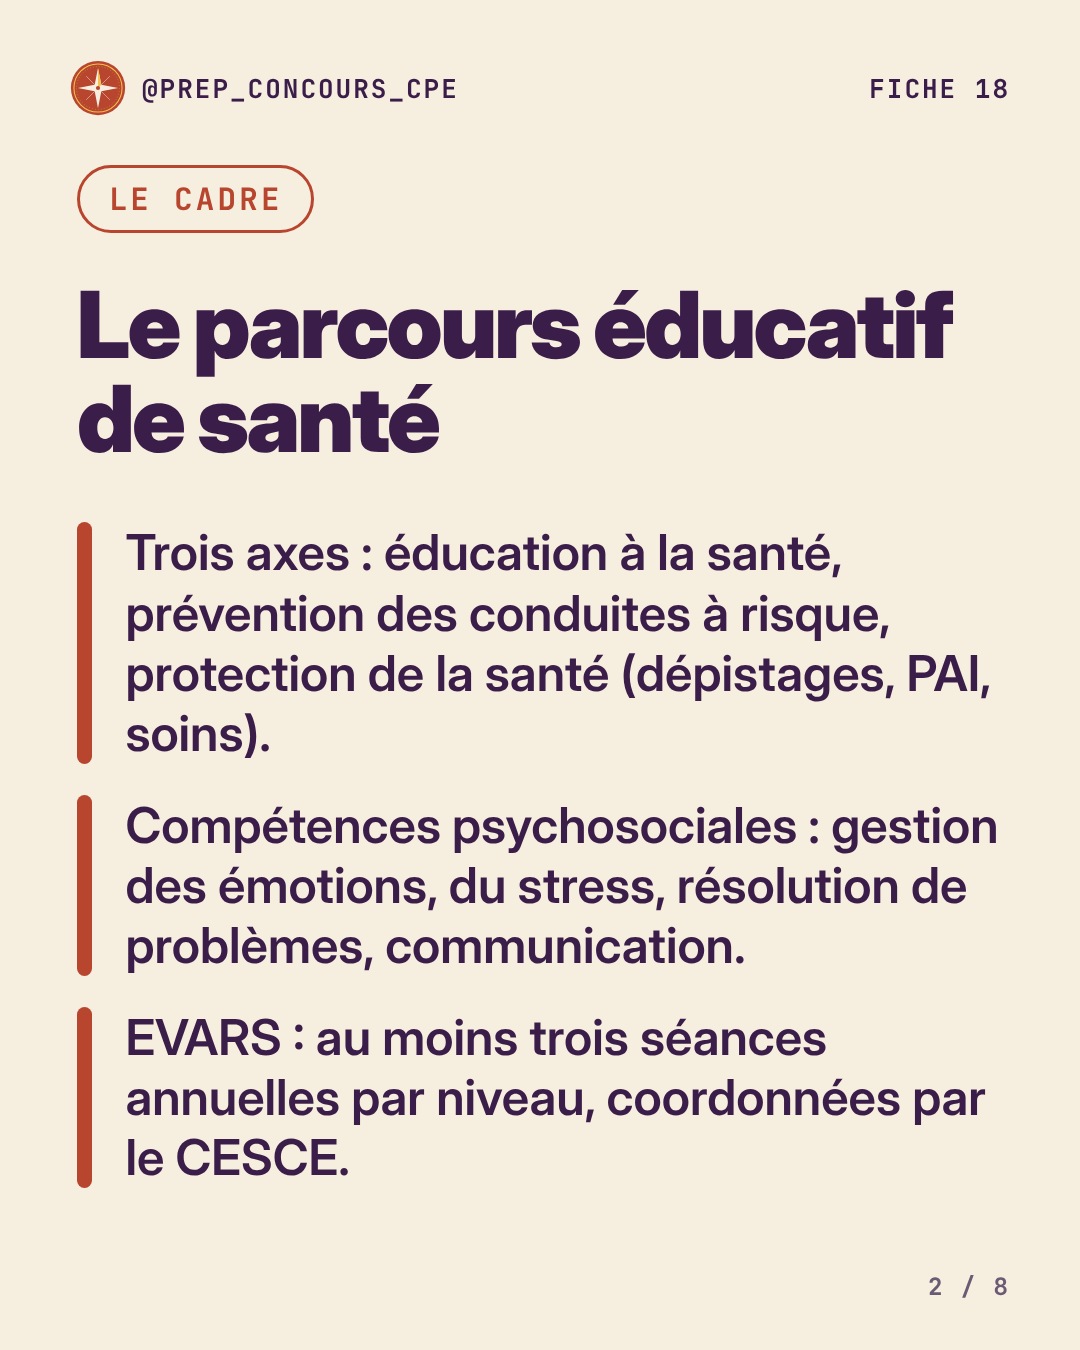 @PREP_CONCOURS_CPE
FICHE 18
LE CADRE
Le parcours éducatif
de santé
Trois axes : éducation à la santé,
prévention des conduites à risque,
protection de la santé (dépistages, PAI,
soins).
Compétences psychosociales : gestion
des émotions, du stress, résolution de
problèmes, communication.
EVARS : au moins trois séances
annuelles par niveau, coordonnées par
le CESCE.
2 / 8